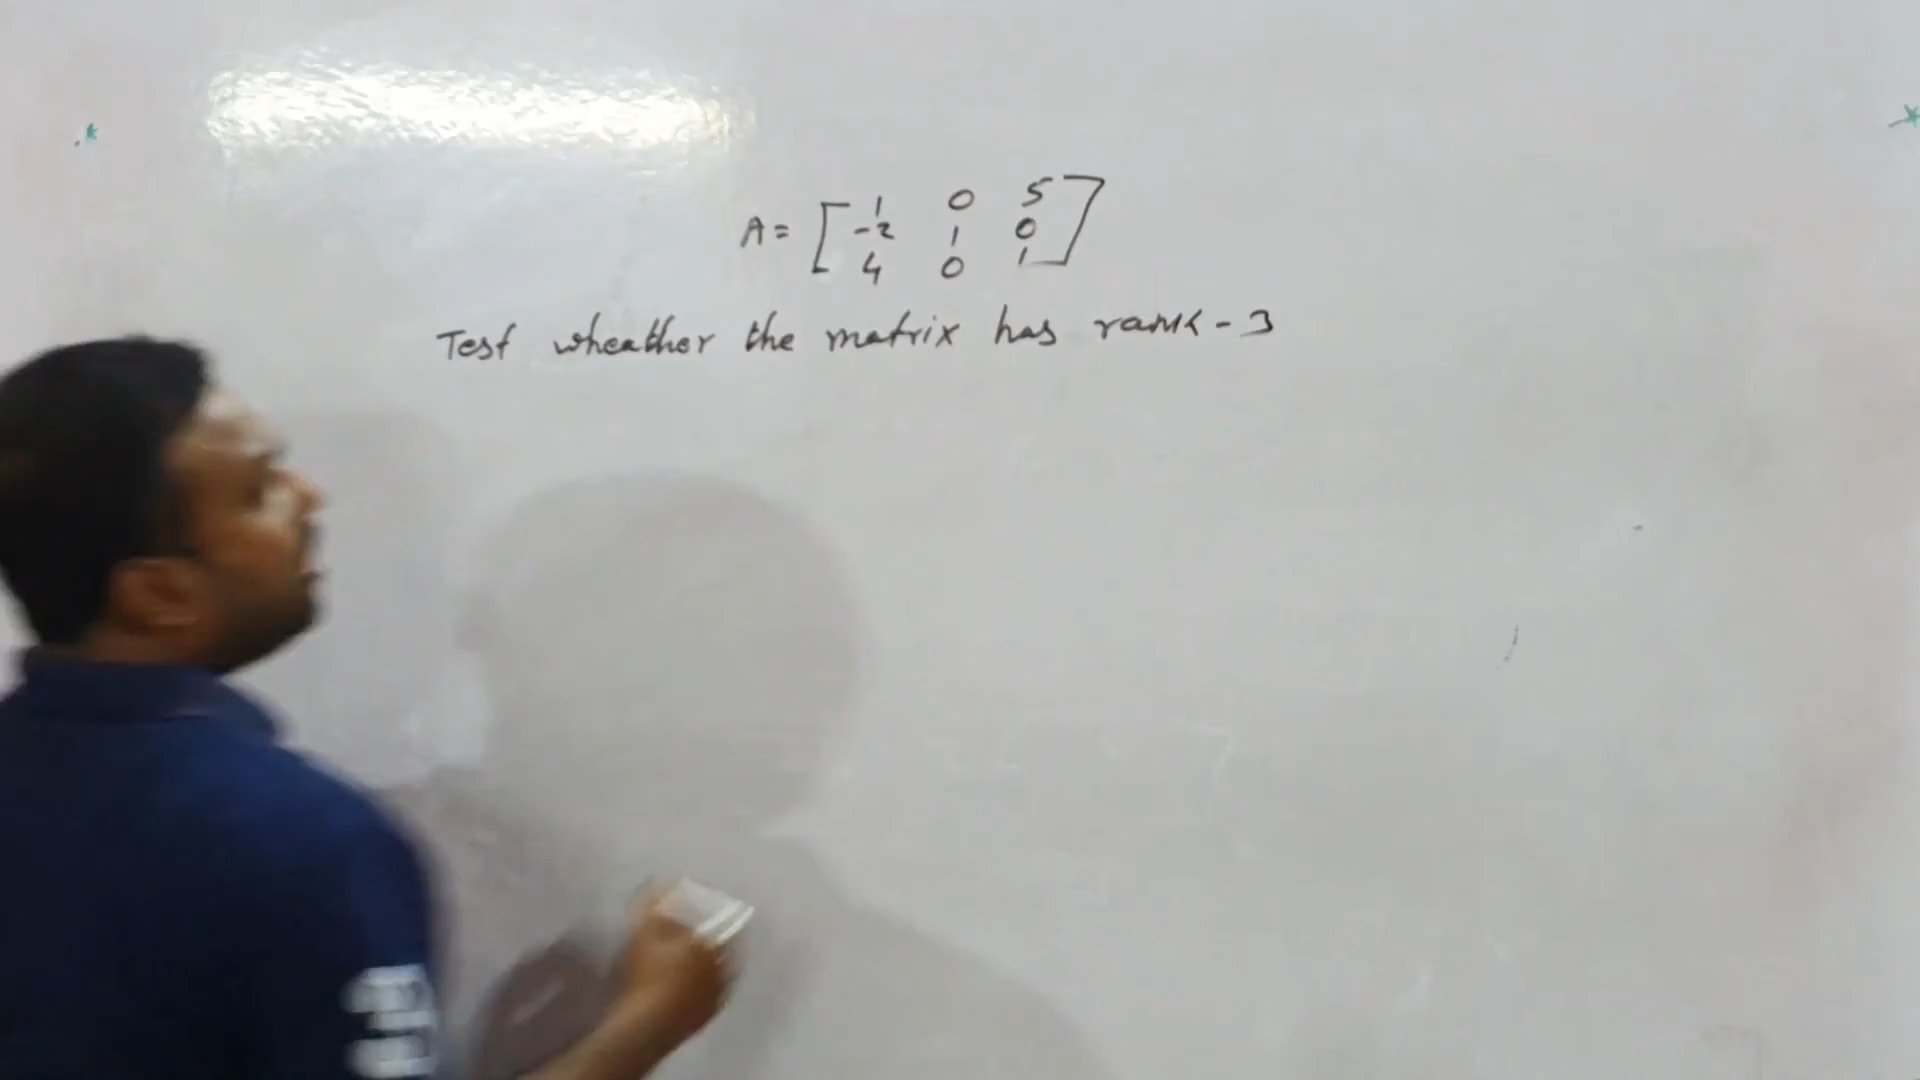 A = [ 1 0 5
-2 1 0
4 0 1 ]
Test wheather the matrix has rank - 3